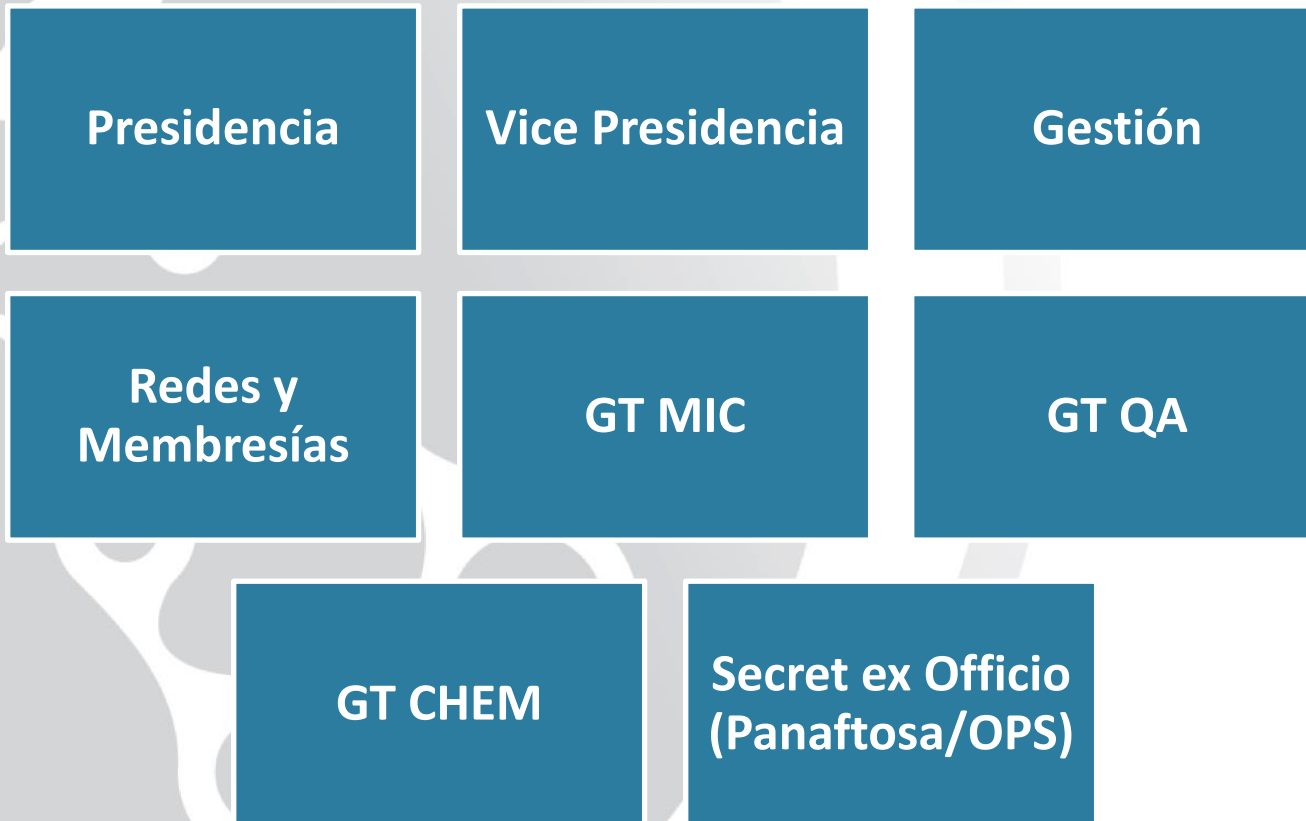 Presidencia
Vice Presidencia
Gestión
Redes y
Membresías
GT MIC
GT QA
GT CHEM
Secret ex Officio
(Panaftosa/OPS)